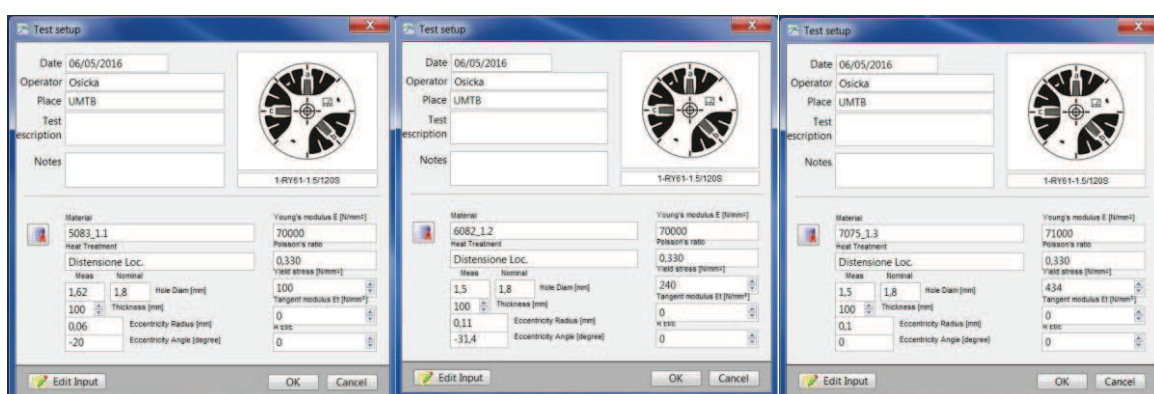 Test setup
Date 06/05/2016
Operator Osicka
Place UMTB
Test
escription
Notes
1-RY61-1.5/120S
Material
5083_1.1
Heat Treatment
Distensione Loc.
Meas Nominal
1,62 1,8 Hole Diam [mm]
100 Thickness [mm]
0,06 Eccentricity Radius [mm]
-20 Eccentricity Angle [degree]
Young's modulus E [N/mm²]
70000
Poisson's ratio
0,330
Yield stress [N/mm²]
100
Tangent modulus Et [N/mm²]
0
0
Edit Input OK Cancel
Test setup
Date 06/05/2016
Operator Osicka
Place UMTB
Test
escription
Notes
1-RY61-1.5/120S
Material
6082_1.2
Heat Treatment
Distensione Loc.
Meas Nominal
1,5 1,8 Hole Diam [mm]
100 Thickness [mm]
0,11 Eccentricity Radius [mm]
-31,4 Eccentricity Angle [degree]
Young's modulus E [N/mm²]
70000
Poisson's ratio
0,330
Yield stress [N/mm²]
240
Tangent modulus Et [N/mm²]
0
0
Edit Input OK Cancel
Test setup
Date 06/05/2016
Operator Osicka
Place UMTB
Test
escription
Notes
1-RY61-1.5/120S
Material
7075_1.3
Heat Treatment
Distensione Loc.
Meas Nominal
1,5 1,8 Hole Diam [mm]
100 Thickness [mm]
0,1 Eccentricity Radius [mm]
0 Eccentricity Angle [degree]
Young's modulus E [N/mm²]
71000
Poisson's ratio
0,330
Yield stress [N/mm²]
434
Tangent modulus Et [N/mm²]
0
0
Edit Input OK Cancel